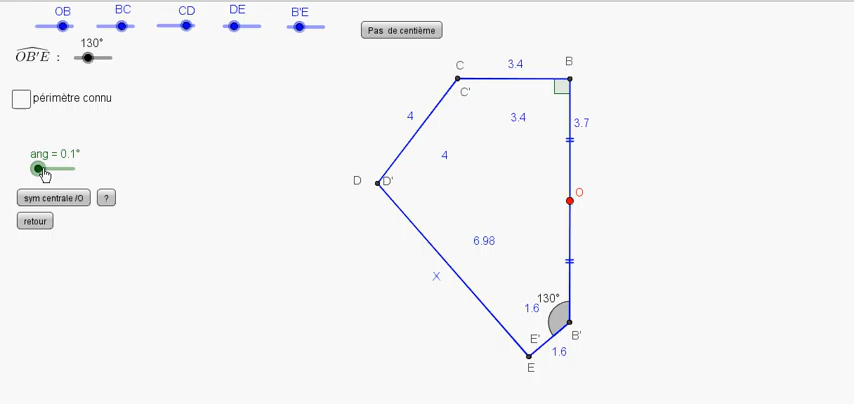 OB
BC
CD
DE
B'E
Pas de centième
130°
OB'E :
périmètre connu
ang = 0.1°
sym centrale /O
?
retour
C
3.4
B
C'
3.4
3.7
4
4
D
D'
O
6.98
X
130°
1.6
E'
B'
1.6
E